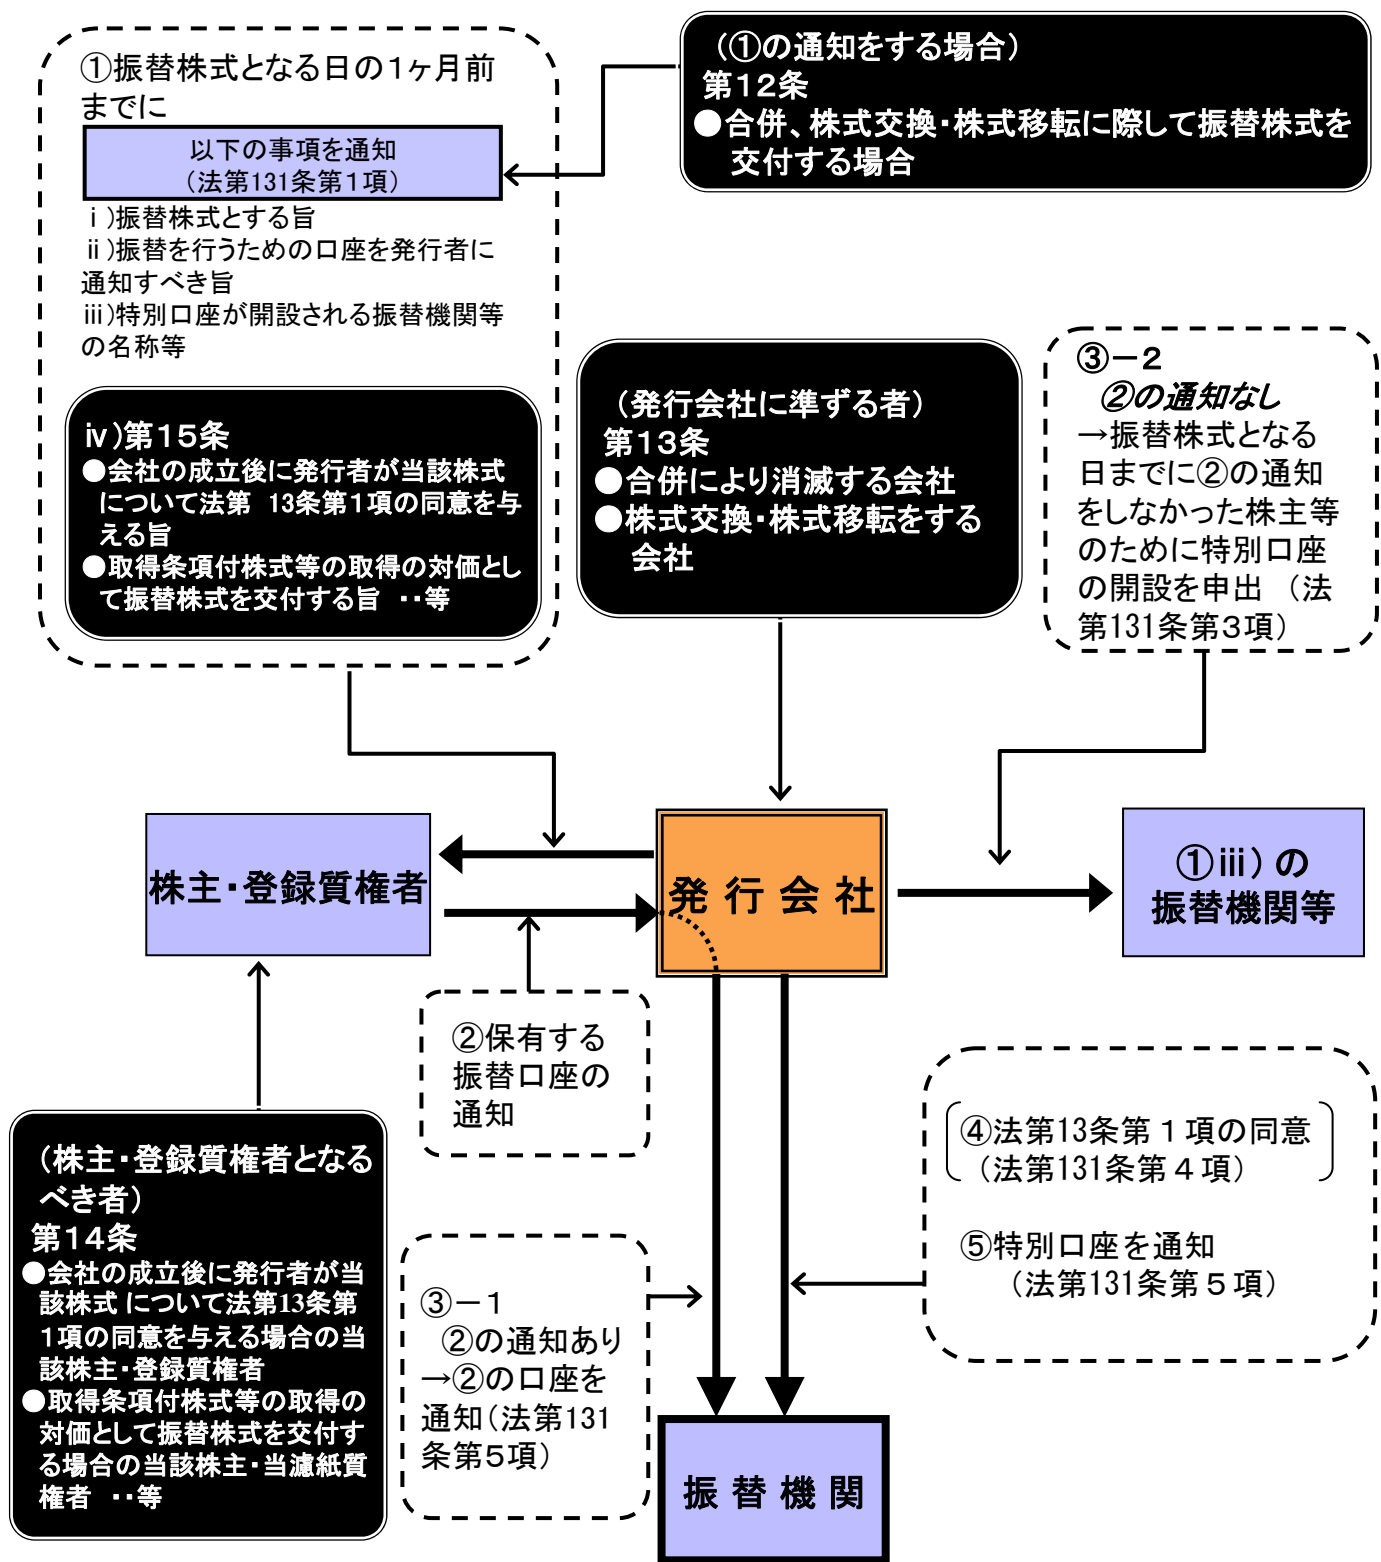 ①振替株式となる日の1ヶ月前
までに
以下の事項を通知
(法第131条第1項)
ⅰ)振替株式とする旨
ⅱ)振替を行うための口座を発行者に
通知すべき旨
ⅲ)特別口座が開設される振替機関等
の名称等
ⅳ)第15条
●会社の成立後に発行者が当該株式
について法第 13条第1項の同意を与
える旨
●取得条項付株式等の取得の対価とし
て振替株式を交付する旨 ・・等
(①の通知をする場合)
第12条
●合併、株式交換・株式移転に際して振替株式を
交付する場合
(発行会社に準ずる者)
第13条
●合併により消滅する会社
●株式交換・株式移転をする
会社
③-2
②の通知なし
→振替株式となる
日までに②の通知
をしなかった株主等
のために特別口座
の開設を申出 (法
第131条第3項)
株主・登録質権者
発 行 会 社
①ⅲ)の
振替機関等
②保有する
振替口座の
通知
(株主・登録質権者となる
べき者)
第14条
●会社の成立後に発行者が当
該株式 について法第13条第
1項の同意を与える場合の当
該株主・登録質権者
●取得条項付株式等の取得の
対価として振替株式を交付す
る場合の当該株主・当濾紙質
権者 ・・等
③-1
②の通知あり
→②の口座を
通知(法第131
条第5項)
④法第13条第1項の同意
(法第131条第4項)
⑤特別口座を通知
(法第131条第5項)
振 替 機 関